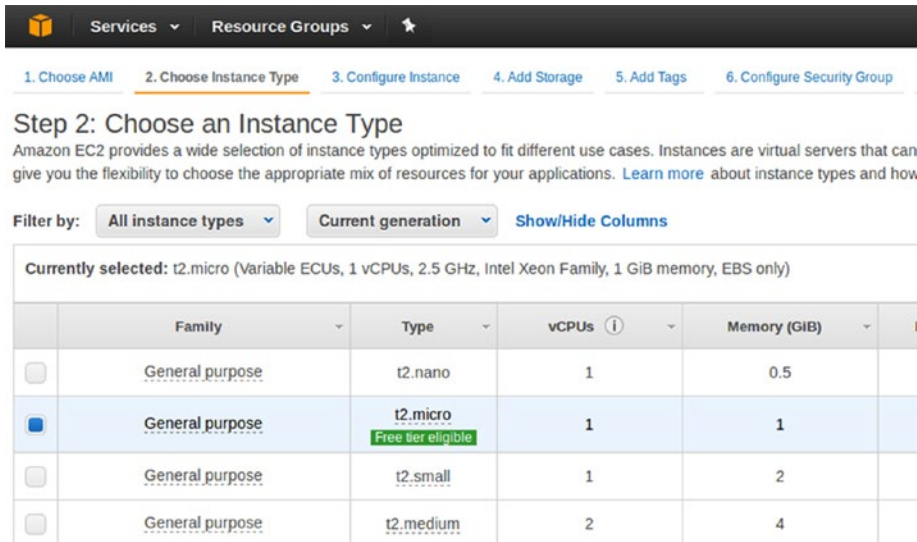 Services Resource Groups
1. Choose AMI 2. Choose Instance Type 3. Configure Instance 4. Add Storage 5. Add Tags 6. Configure Security Group
Step 2: Choose an Instance Type
Amazon EC2 provides a wide selection of instance types optimized to fit different use cases. Instances are virtual servers that can
give you the flexibility to choose the appropriate mix of resources for your applications. Learn more about instance types and how
Filter by: All instance types Current generation Show/Hide Columns
Currently selected: t2.micro (Variable ECUs, 1 vCPUs, 2.5 GHz, Intel Xeon Family, 1 GiB memory, EBS only)
Family Type vCPUs i Memory (GiB)
General purpose t2.nano 1 0.5
General purpose t2.micro 1 1
Free tier eligible
General purpose t2.small 1 2
General purpose t2.medium 2 4